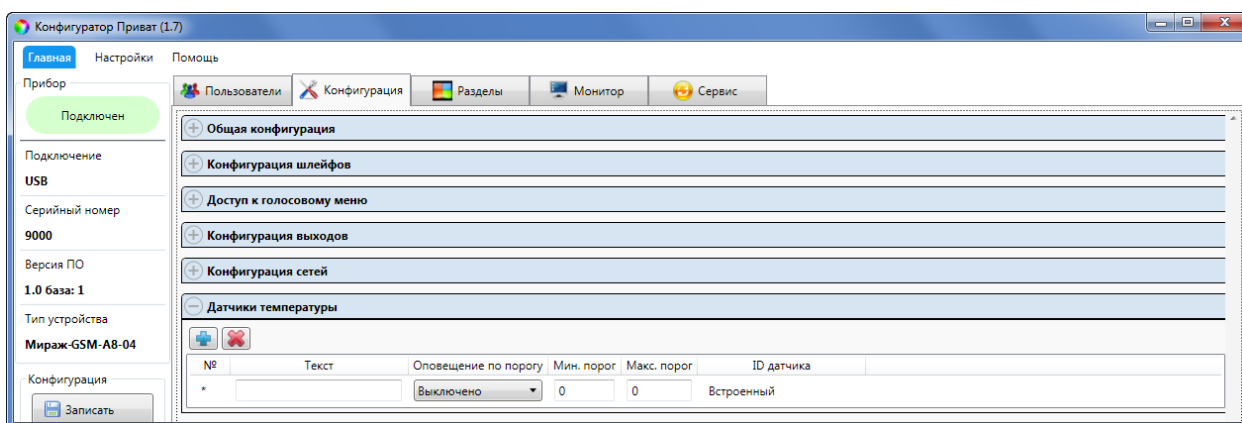 Конфигуратор Приват (1.7)
Главная Настройки Помощь
Прибор
Подключен
Подключение
USB
Серийный номер
9000
Версия ПО
1.0 база: 1
Тип устройства
Мираж-GSM-A8-04
Конфигурация
Записать
Пользователи Конфигурация Разделы Монитор Сервис
Общая конфигурация
Конфигурация шлейфов
Доступ к голосовому меню
Конфигурация выходов
Конфигурация сетей
Датчики температуры
№ Текст Оповещение по порогу Мин. порог Макс. порог ID датчика
* Выключено 0 0 Встроенный